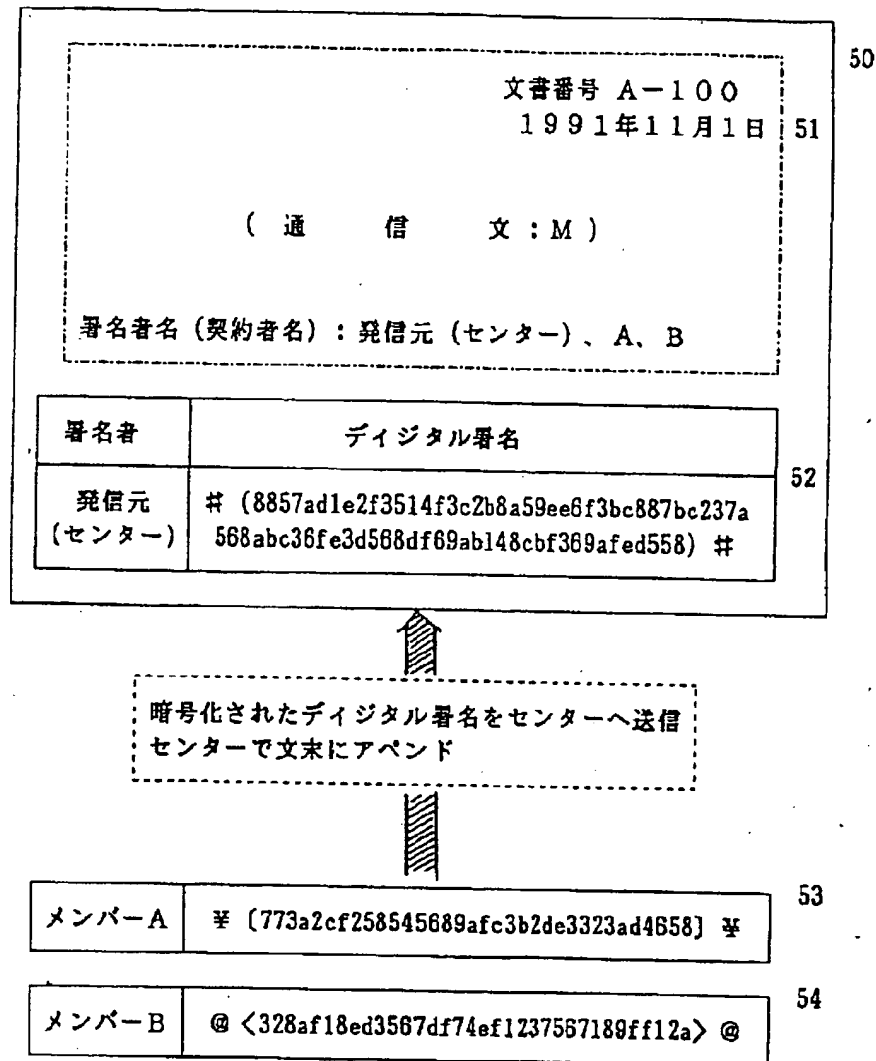 50
文書番号 A-100
1991年11月1日
51
(通 信 文:M)
署名者名(契約者名):発信元(センター)、A、B
署名者 ディジタル署名
52
発信元 # (8857ad1e2f3514f3c2b8a59ee6f3bc887bc237a
(センター) 568abc36fe3d568df69ab148cbf369afed558) #
暗号化されたディジタル署名をセンターへ送信
センターで文末にアペンド
53
メンバーA ¥ [773a2cf258545689afc3b2de3323ad4658] ¥
54
メンバーB @ <328af18ed3567df74ef1237567189ff12a> @